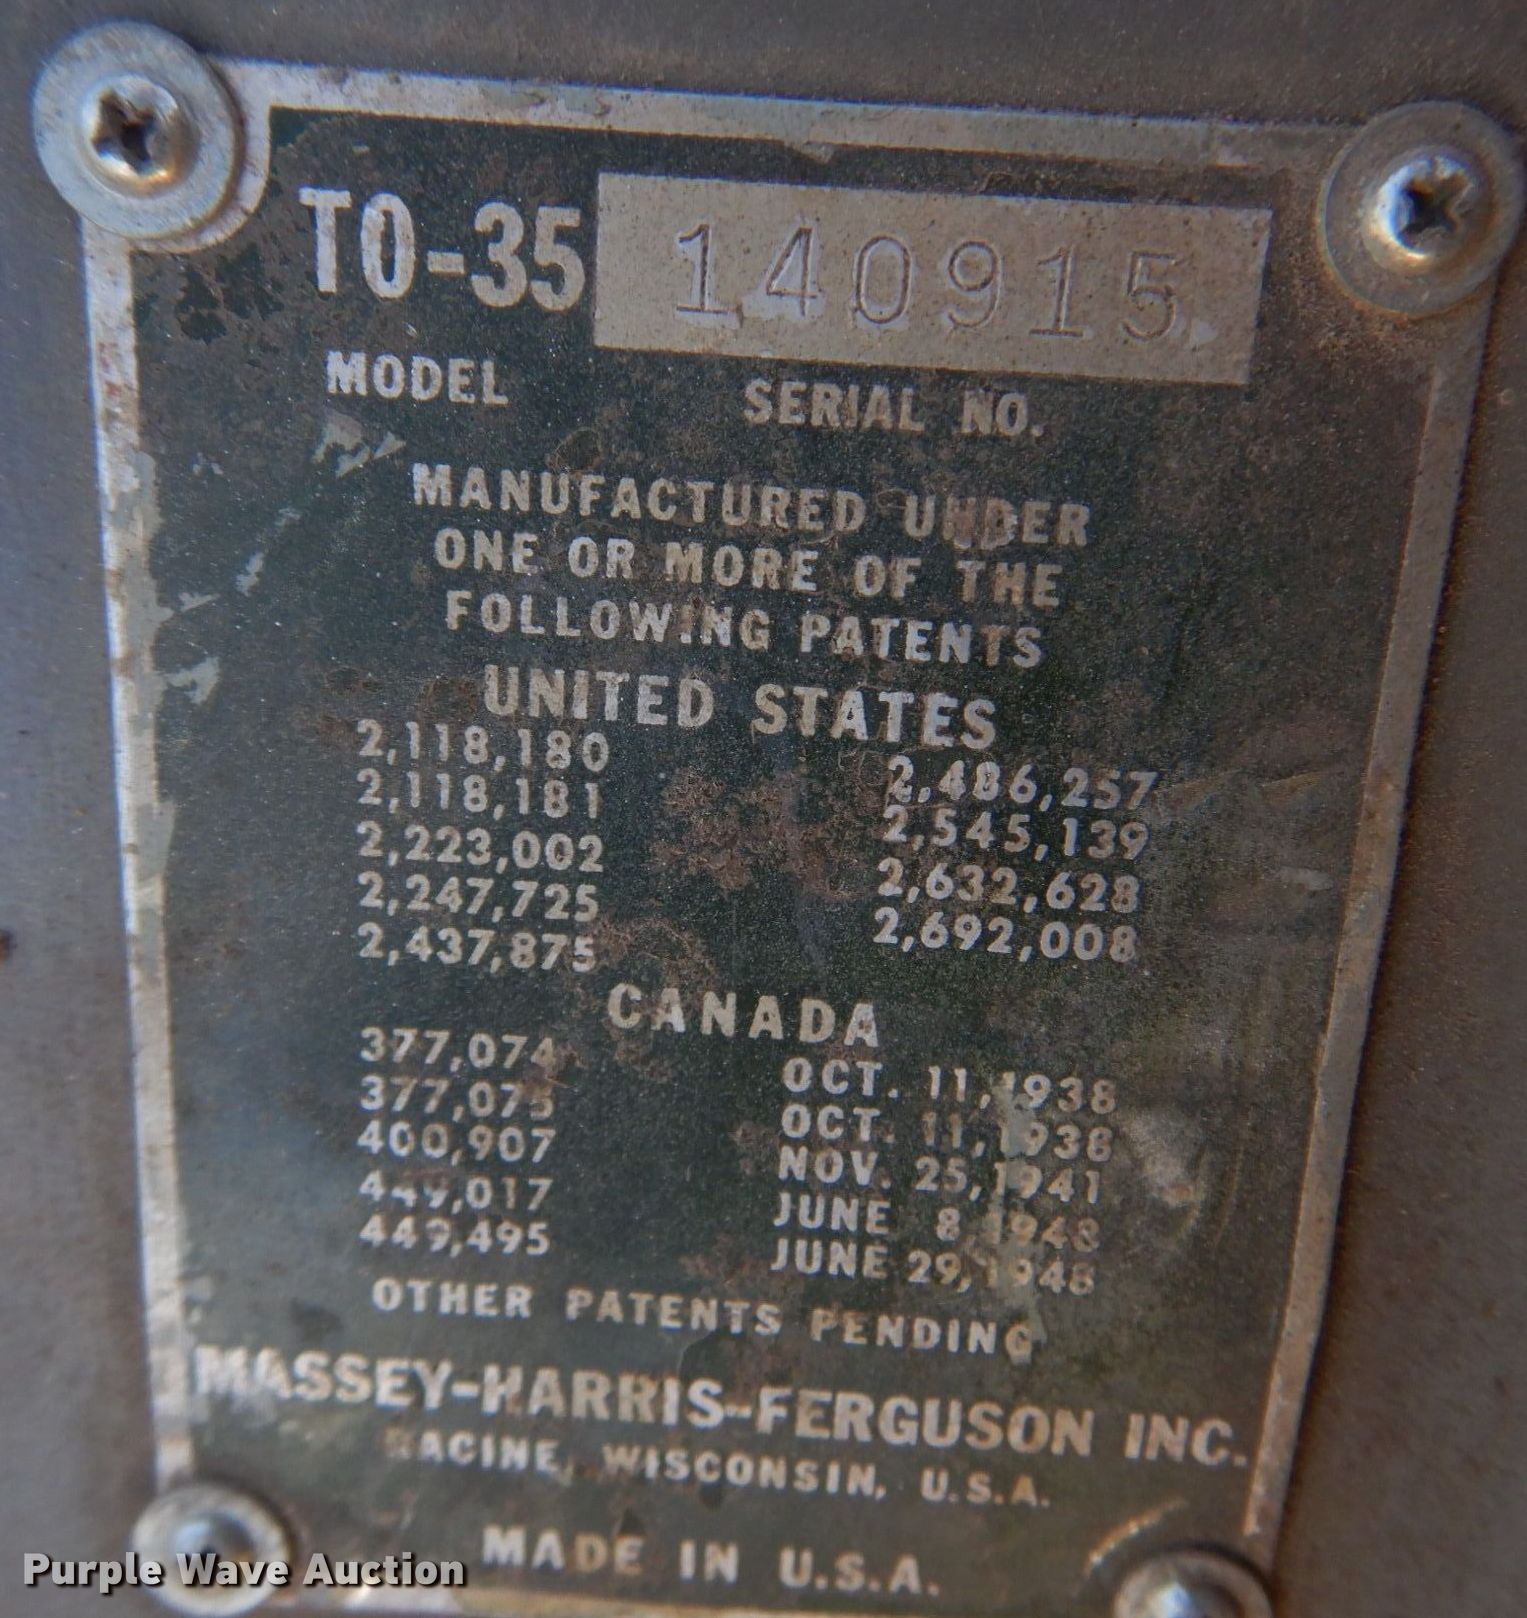 TO-35 140915
MODEL SERIAL NO.
MANUFACTURED UNDER
ONE OR MORE OF THE
FOLLOWING PATENTS
UNITED STATES
2,118,180 2,486,257
2,118,181 2,545,139
2,223,002 2,632,628
2,247,725 2,692,008
2,437,875
CANADA
377,074 OCT. 11, 1938
377,075 OCT. 11, 1938
400,907 NOV. 25, 1941
449,017 JUNE 8, 1948
449,495 JUNE 29, 1948
OTHER PATENTS PENDING
MASSEY-HARRIS-FERGUSON INC.
RACINE, WISCONSIN, U.S.A.
MADE IN U.S.A.
Purple Wave Auction